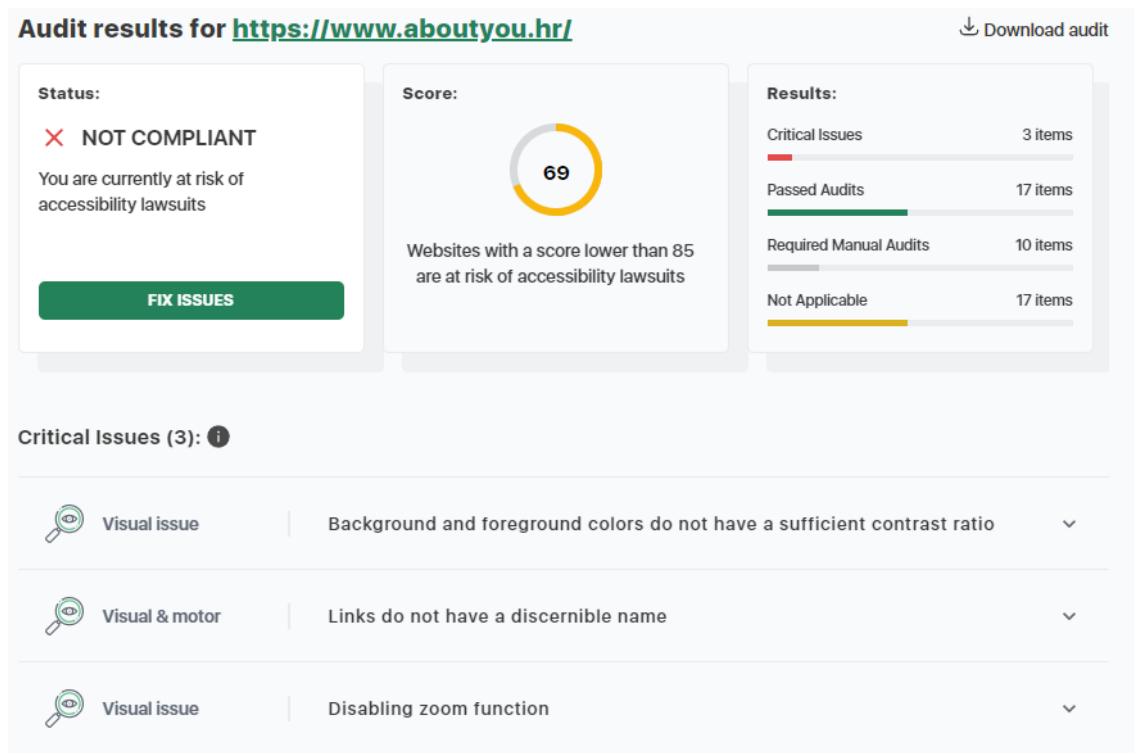 Audit results for https://www.aboutyou.hr/
Download audit
Status:
NOT COMPLIANT
You are currently at risk of
accessibility lawsuits
FIX ISSUES
Score:
69
Websites with a score lower than 85
are at risk of accessibility lawsuits
Results:
Critical Issues 3 items
Passed Audits 17 items
Required Manual Audits 10 items
Not Applicable 17 items
Critical Issues (3):
Visual issue Background and foreground colors do not have a sufficient contrast ratio
Visual & motor Links do not have a discernible name
Visual issue Disabling zoom function